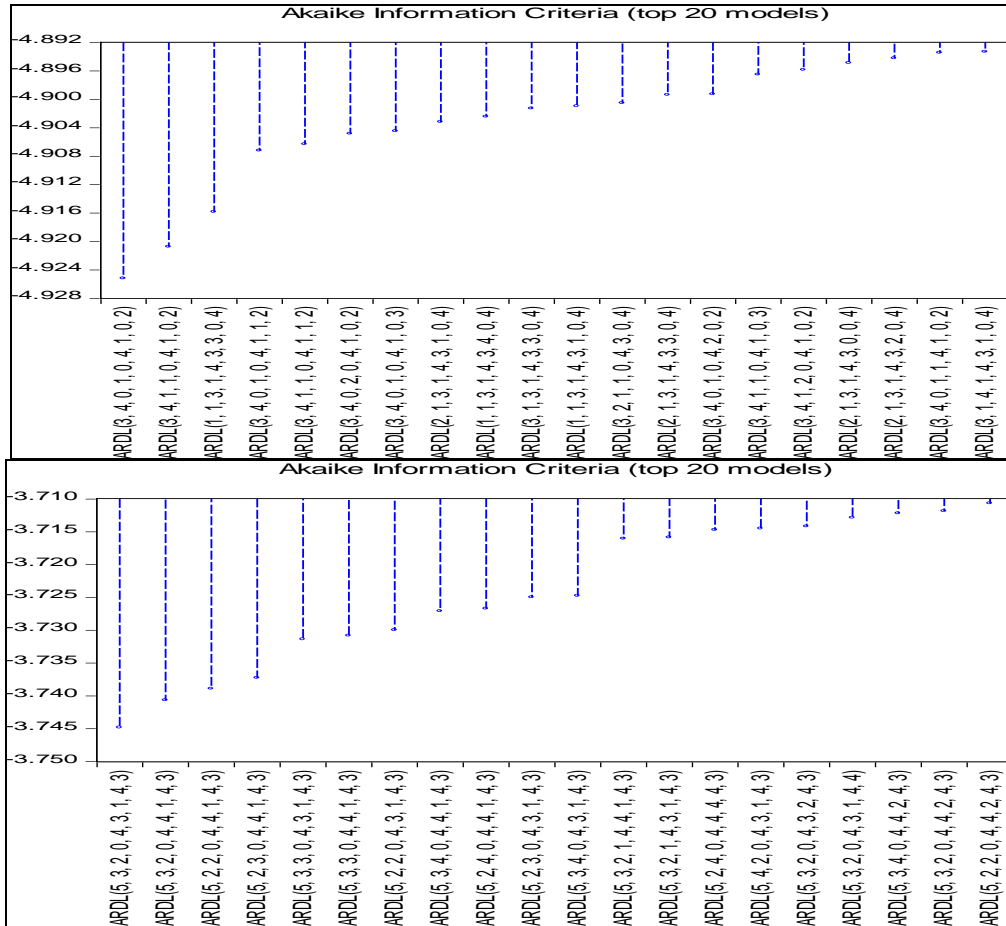 Akaike Information Criteria (top 20 models)
-4.892
-4.896
-4.900
-4.904
-4.908
-4.912
-4.916
-4.920
-4.924
-4.928
ARDL(3, 4, 0, 1, 0, 4, 1, 0, 2)
ARDL(3, 4, 1, 1, 0, 4, 1, 0, 2)
ARDL(1, 1, 3, 1, 4, 3, 3, 0, 4)
ARDL(3, 4, 0, 1, 0, 4, 1, 1, 2)
ARDL(3, 4, 1, 1, 0, 4, 1, 1, 2)
ARDL(3, 4, 0, 2, 0, 4, 1, 0, 2)
ARDL(3, 4, 0, 1, 0, 4, 1, 0, 3)
ARDL(2, 1, 3, 1, 4, 3, 1, 0, 4)
ARDL(1, 1, 3, 1, 4, 3, 4, 0, 4)
ARDL(3, 1, 3, 1, 4, 3, 3, 0, 4)
ARDL(1, 1, 3, 1, 4, 3, 1, 0, 4)
ARDL(3, 2, 1, 1, 0, 4, 3, 0, 4)
ARDL(2, 1, 3, 1, 4, 3, 3, 0, 4)
ARDL(3, 4, 0, 1, 0, 4, 2, 0, 2)
ARDL(3, 4, 1, 1, 0, 4, 1, 0, 3)
ARDL(3, 4, 1, 2, 0, 4, 1, 0, 2)
ARDL(2, 1, 3, 1, 4, 3, 0, 0, 4)
ARDL(2, 1, 3, 1, 4, 3, 2, 0, 4)
ARDL(3, 4, 0, 1, 1, 4, 1, 0, 2)
ARDL(3, 1, 4, 1, 4, 3, 1, 0, 4)
Akaike Information Criteria (top 20 models)
-3.710
-3.715
-3.720
-3.725
-3.730
-3.735
-3.740
-3.745
-3.750
ARDL(5, 3, 2, 0, 4, 3, 1, 4, 3)
ARDL(5, 3, 2, 0, 4, 4, 1, 4, 3)
ARDL(5, 2, 2, 0, 4, 4, 1, 4, 3)
ARDL(5, 2, 3, 0, 4, 4, 1, 4, 3)
ARDL(5, 3, 3, 0, 4, 3, 1, 4, 3)
ARDL(5, 3, 3, 0, 4, 4, 1, 4, 3)
ARDL(5, 2, 2, 0, 4, 3, 1, 4, 3)
ARDL(5, 3, 4, 0, 4, 4, 1, 4, 3)
ARDL(5, 2, 4, 0, 4, 4, 1, 4, 3)
ARDL(5, 2, 3, 0, 4, 3, 1, 4, 3)
ARDL(5, 3, 4, 0, 4, 3, 1, 4, 3)
ARDL(5, 3, 2, 1, 4, 4, 1, 4, 3)
ARDL(5, 3, 2, 1, 4, 3, 1, 4, 3)
ARDL(5, 2, 4, 0, 4, 4, 4, 4, 3)
ARDL(5, 4, 2, 0, 4, 3, 1, 4, 3)
ARDL(5, 3, 2, 0, 4, 3, 2, 4, 3)
ARDL(5, 3, 2, 0, 4, 3, 1, 4, 4)
ARDL(5, 3, 4, 0, 4, 4, 2, 4, 3)
ARDL(5, 3, 2, 0, 4, 4, 2, 4, 3)
ARDL(5, 2, 2, 0, 4, 4, 2, 4, 3)